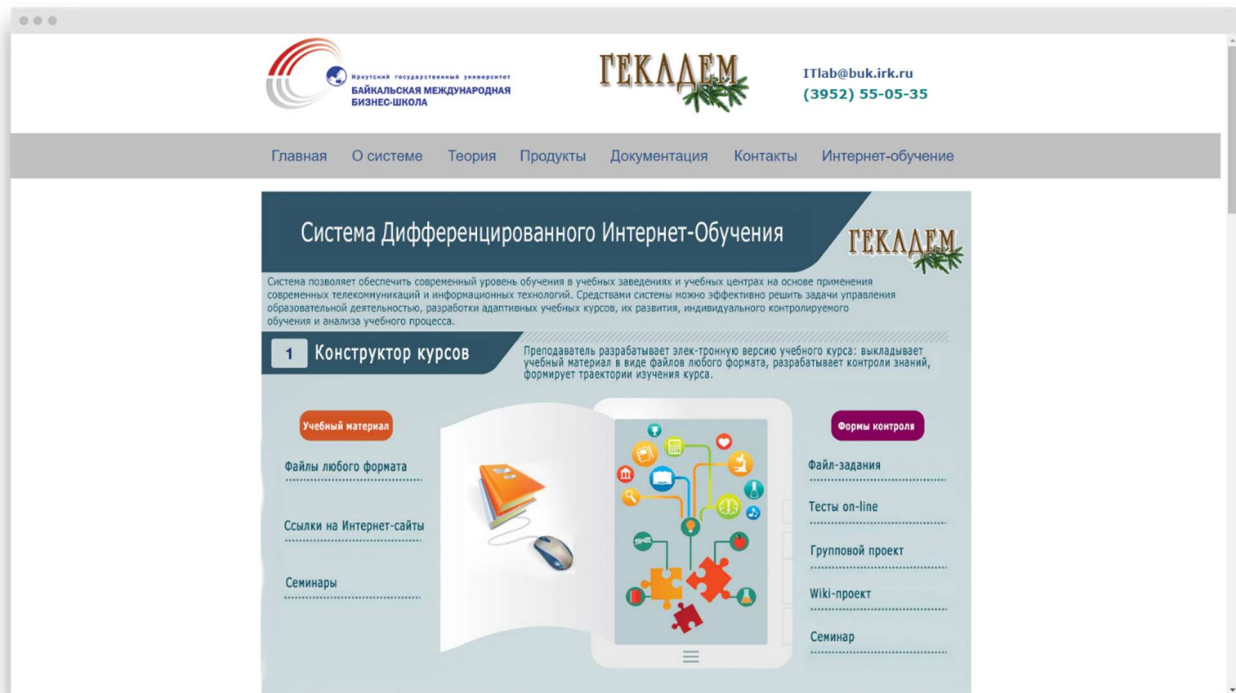 Иркутский государственный университет
БАЙКАЛЬСКАЯ МЕЖДУНАРОДНАЯ
БИЗНЕС-ШКОЛА
ГЕКАДЕМ
ITlab@buk.irk.ru
(3952) 55-05-35
Главная О системе Теория Продукты Документация Контакты Интернет-обучение
Система Дифференцированного Интернет-Обучения
ГЕКАДЕМ
Система позволяет обеспечить современный уровень обучения в учебных заведениях и учебных центрах на основе применения
современных телекоммуникаций и информационных технологий. Средствами системы можно эффективно решить задачи управления
образовательной деятельностью, разработки адаптивных учебных курсов, их развития, индивидуального контролируемого
обучения и анализа учебного процесса.
1 Конструктор курсов
Преподаватель разрабатывает элек-тронную версию учебного курса: выкладывает
учебный материал в виде файлов любого формата, разрабатывает контроли знаний,
формирует траектории изучения курса.
Учебный материал
Файлы любого формата
Ссылки на Интернет-сайты
Семинары
Формы контроля
Файл-задания
Тесты on-line
Групповой проект
Wiki-проект
Семинар